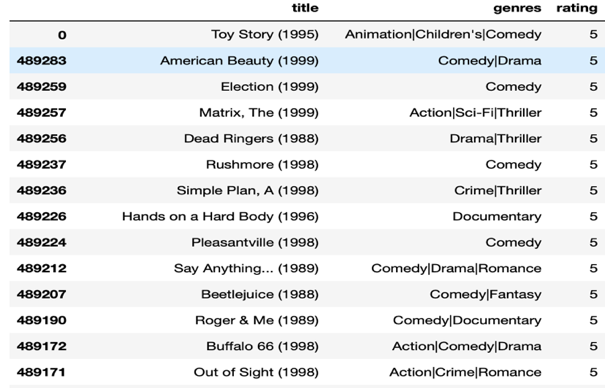 title genres rating
0 Toy Story (1995) Animation|Children's|Comedy 5
489283 American Beauty (1999) Comedy|Drama 5
489259 Election (1999) Comedy 5
489257 Matrix, The (1999) Action|Sci-Fi|Thriller 5
489256 Dead Ringers (1988) Drama|Thriller 5
489237 Rushmore (1998) Comedy 5
489236 Simple Plan, A (1998) Crime|Thriller 5
489226 Hands on a Hard Body (1996) Documentary 5
489224 Pleasantville (1998) Comedy 5
489212 Say Anything... (1989) Comedy|Drama|Romance 5
489207 Beetlejuice (1988) Comedy|Fantasy 5
489190 Roger & Me (1989) Comedy|Documentary 5
489172 Buffalo 66 (1998) Action|Comedy|Drama 5
489171 Out of Sight (1998) Action|Crime|Romance 5